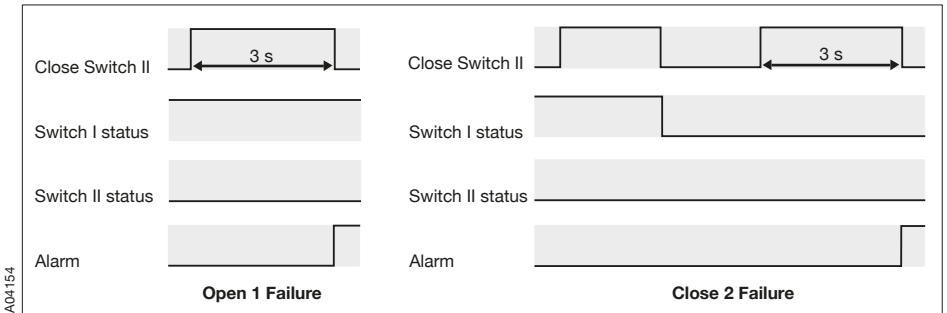 Close Switch II
3 s
Switch I status
Switch II status
Alarm
Open 1 Failure
Close Switch II
3 s
Switch I status
Switch II status
Alarm
Close 2 Failure
A04154